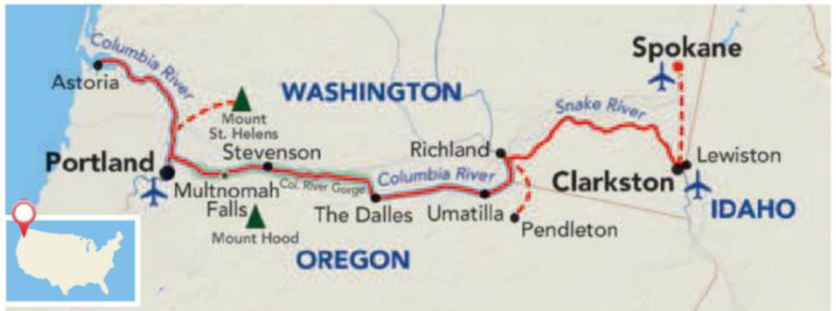 Spokane
Columbia River
Astoria
WASHINGTON
Snake River
Mount
St. Helens
Portland
Stevenson
Richland
Lewiston
Multnomah
Falls
Col. River Gorge
Columbia River
Clarkston
The Dalles
Umatilla
IDAHO
Mount Hood
Pendleton
OREGON